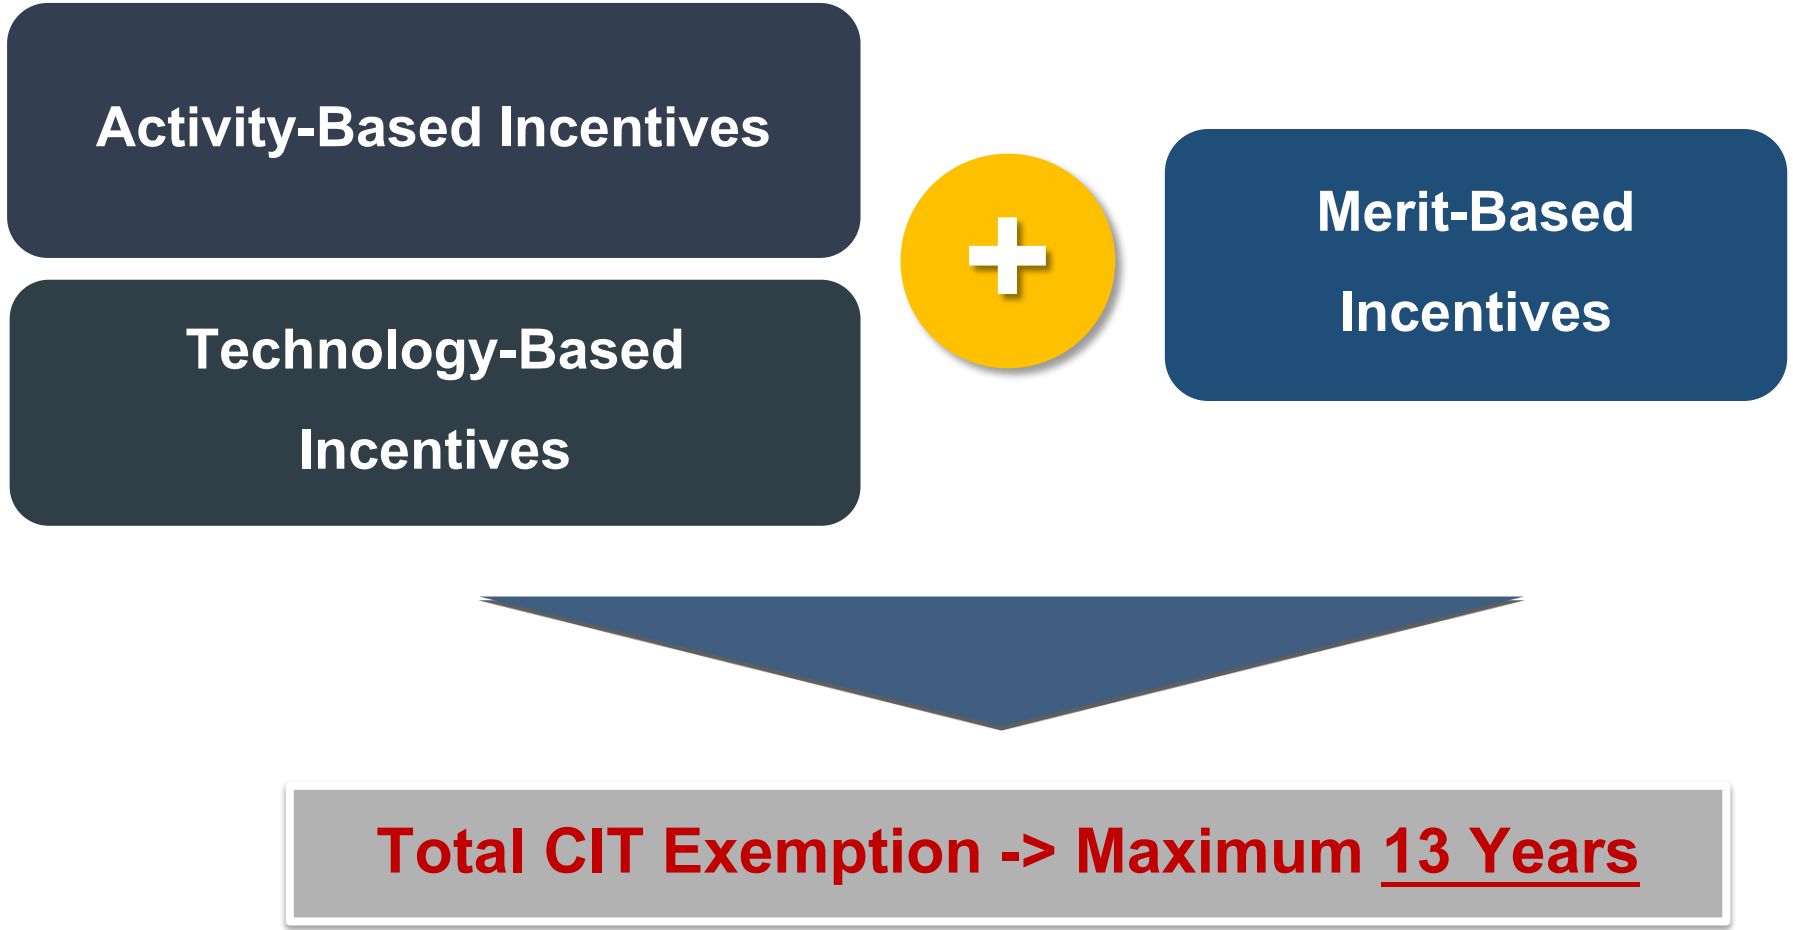 Activity-Based Incentives
Technology-Based
Incentives
+
Merit-Based
Incentives
Total CIT Exemption -> Maximum 13 Years